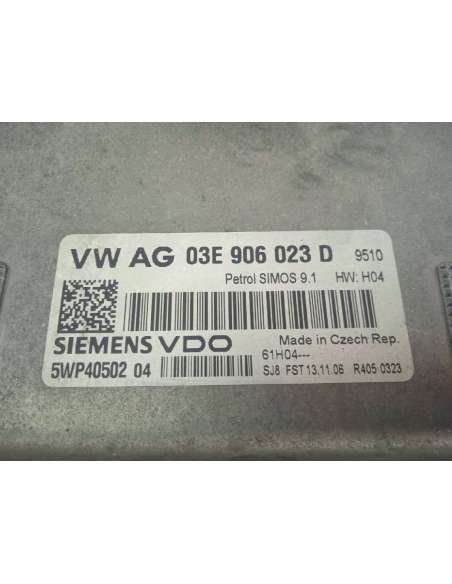 VW AG 03E 906 023 D 9510
Petrol SIMOS 9.1 HW: H04
SIEMENS VDO Made in Czech Rep.
61H04---
5WP40502 04 SJ8 FST 13.11.06 R405 0323